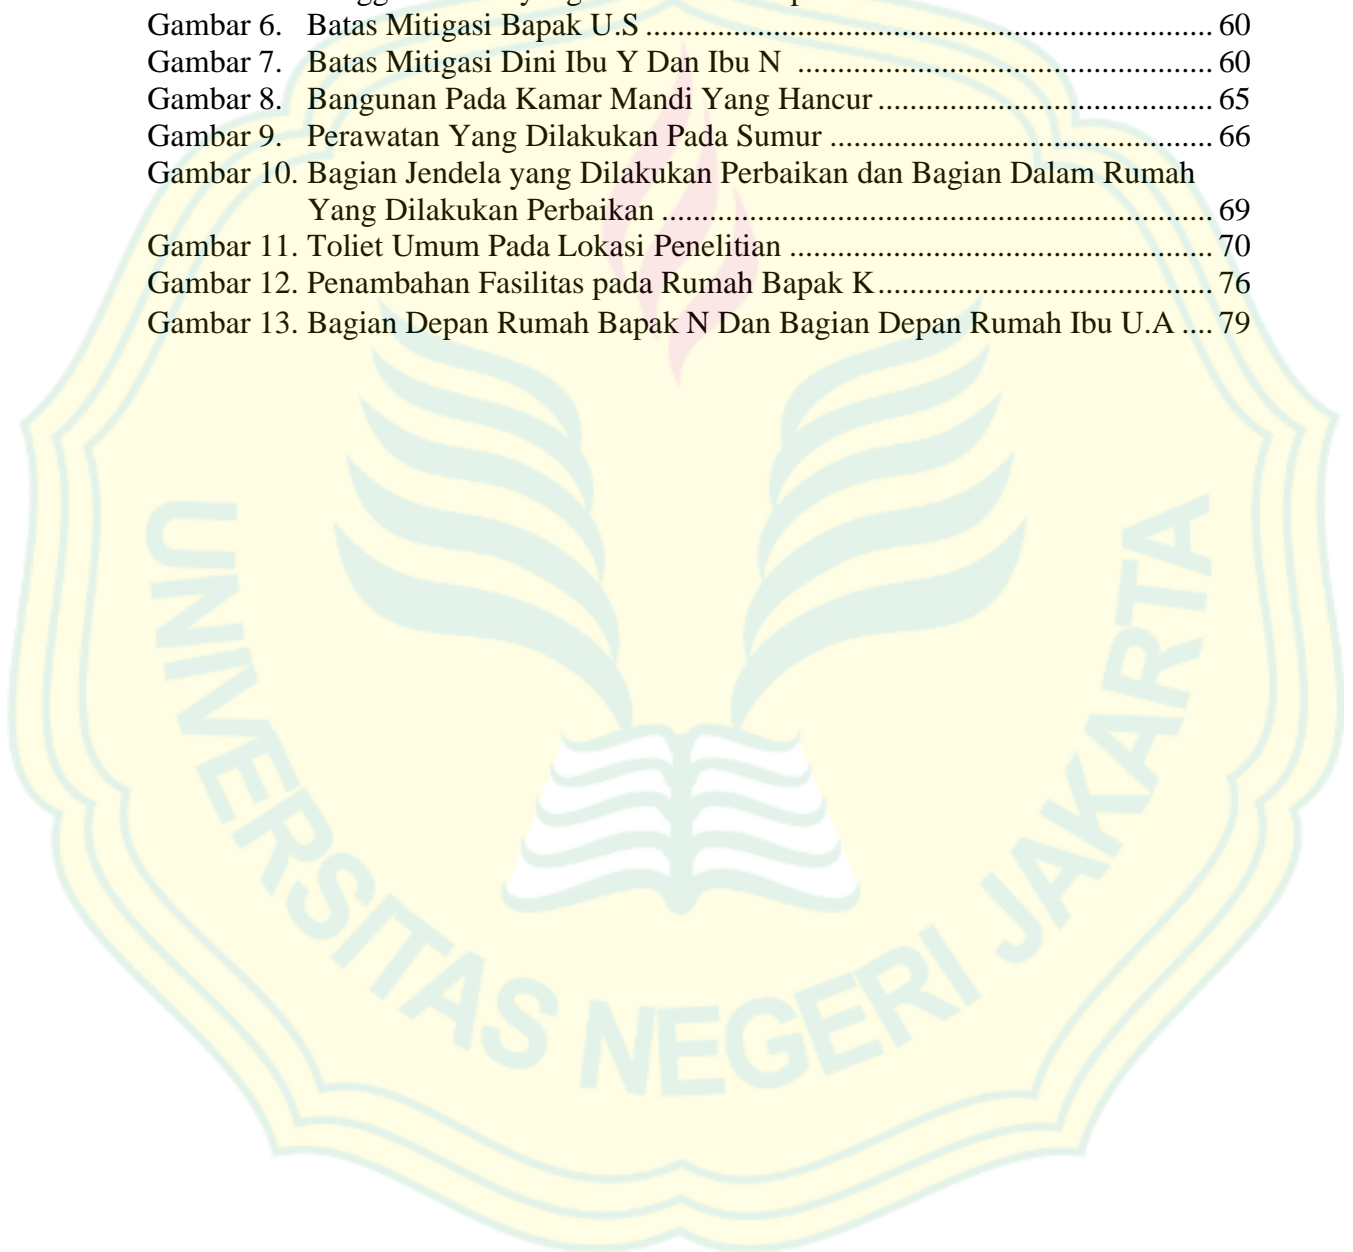 Gambar 6. Batas Mitigasi Bapak U.S ........................................................................ 60
Gambar 7. Batas Mitigasi Dini Ibu Y Dan Ibu N ..................................................... 60
Gambar 8. Bangunan Pada Kamar Mandi Yang Hancur .......................................... 65
Gambar 9. Perawatan Yang Dilakukan Pada Sumur ................................................ 66
Gambar 10. Bagian Jendela yang Dilakukan Perbaikan dan Bagian Dalam Rumah
Yang Dilakukan Perbaikan ...................................................................... 69
Gambar 11. Toliet Umum Pada Lokasi Penelitian ...................................................... 70
Gambar 12. Penambahan Fasilitas pada Rumah Bapak K .......................................... 76
Gambar 13. Bagian Depan Rumah Bapak N Dan Bagian Depan Rumah Ibu U.A .... 79
UNIVERSITAS NEGERI JAKARTA